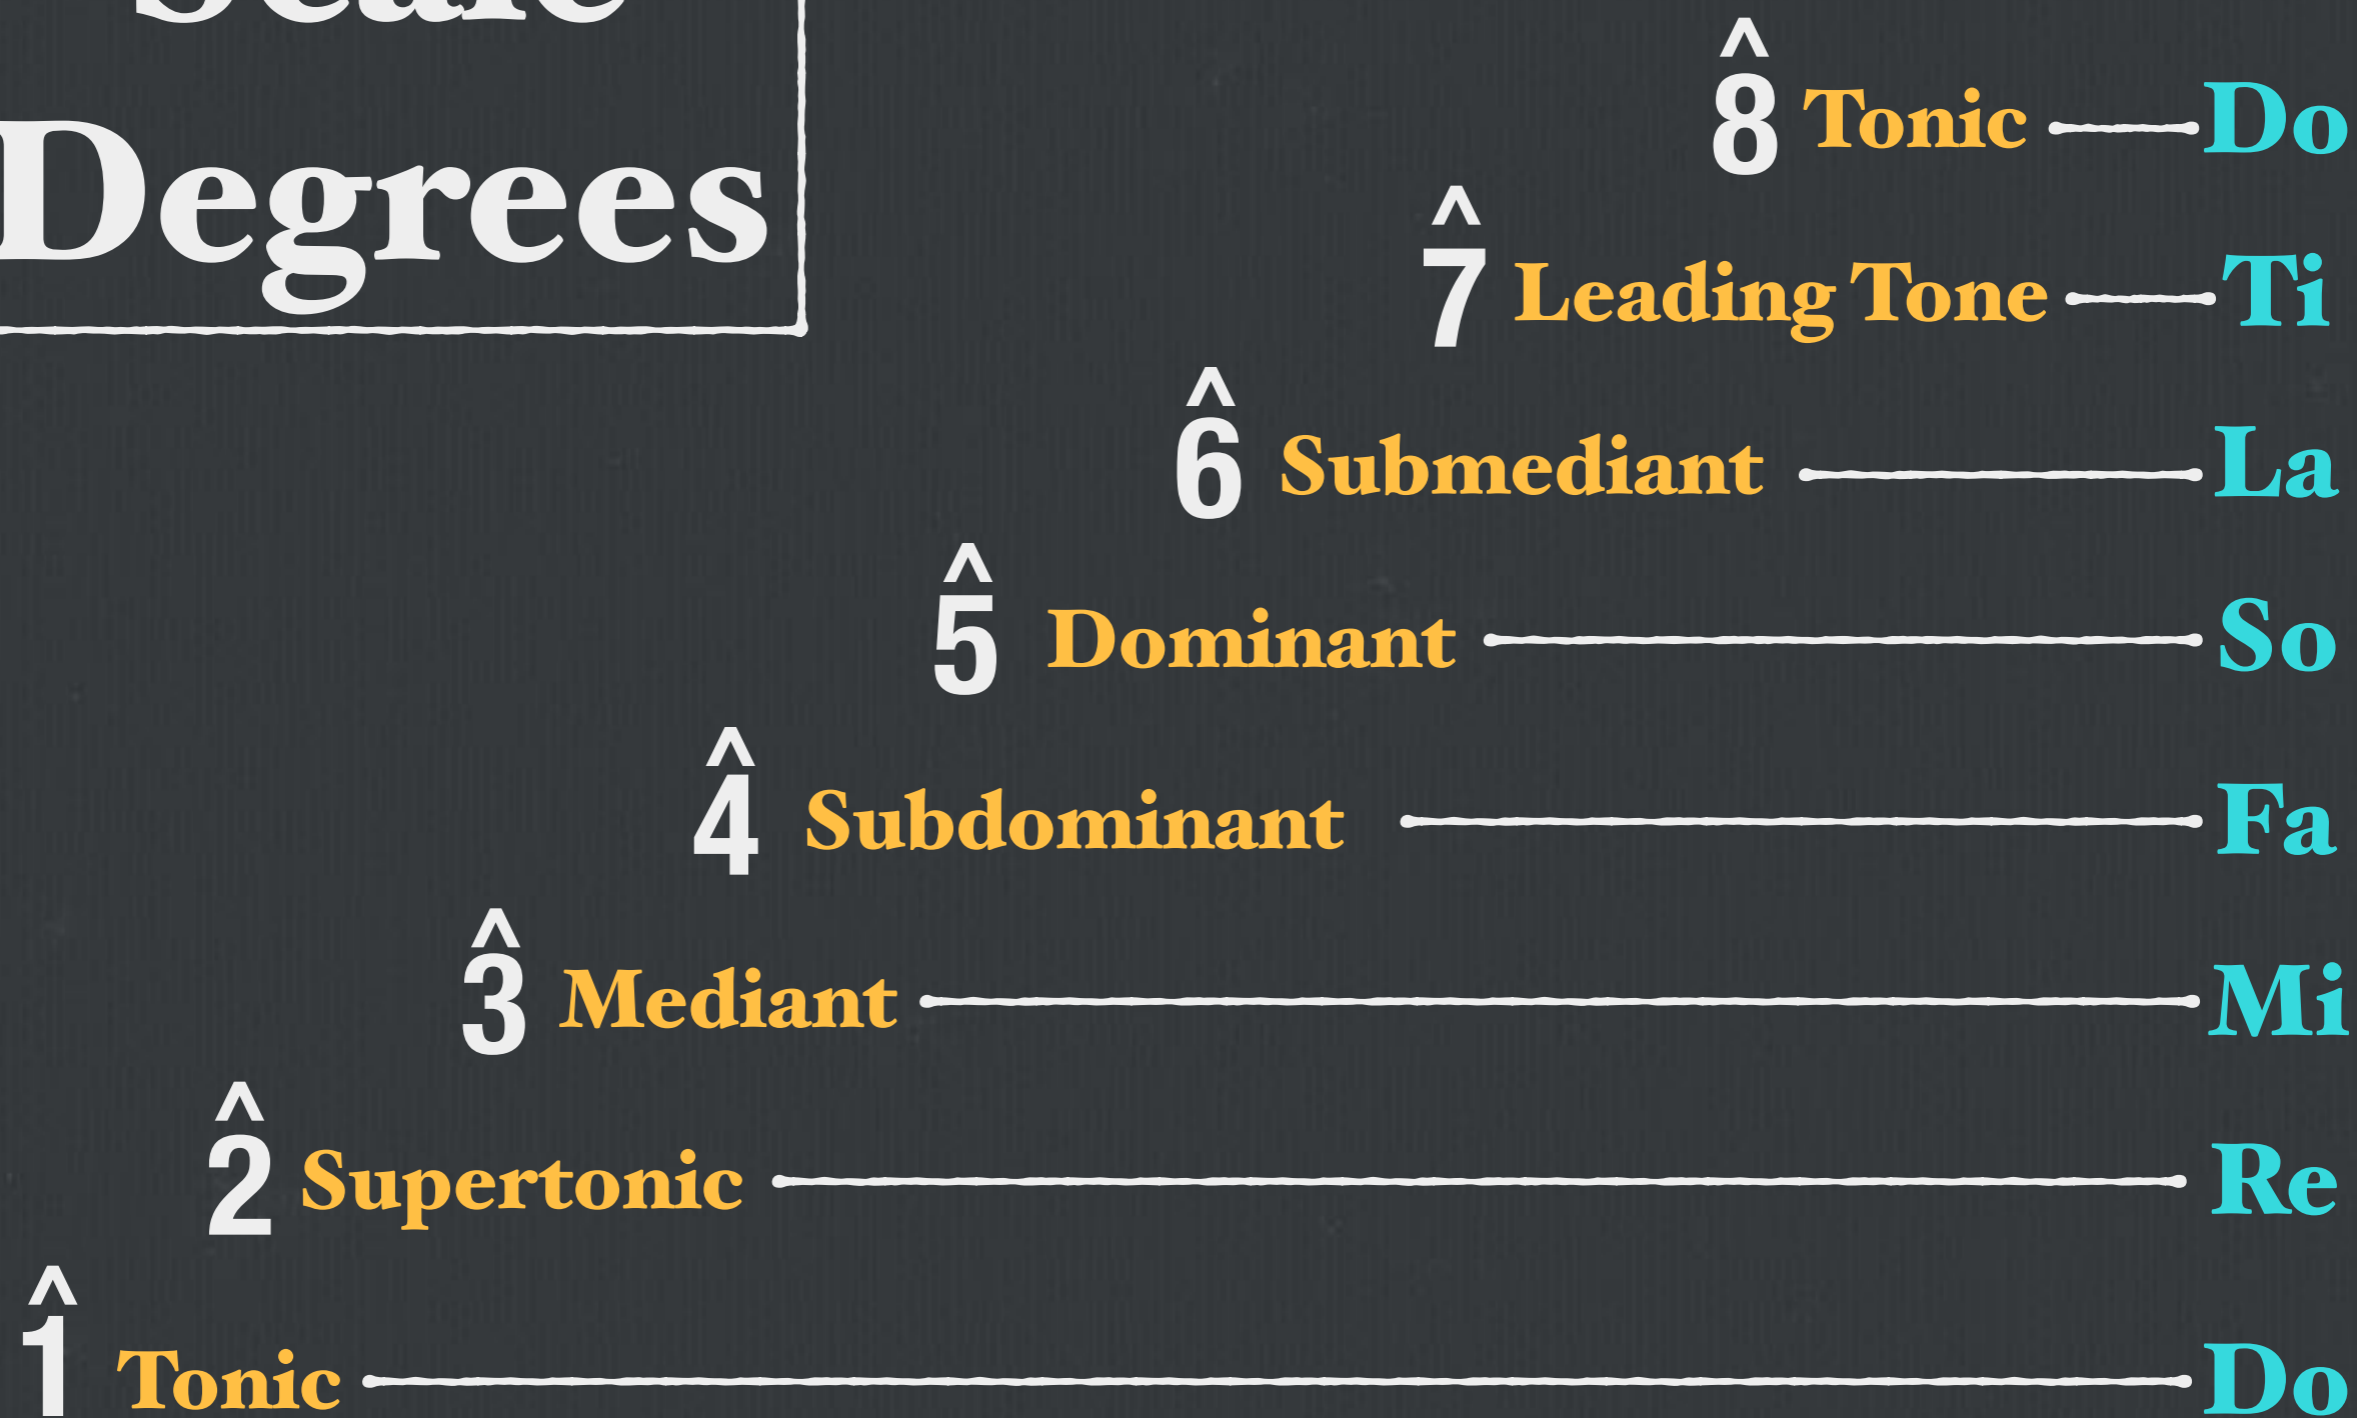 Scale
Degrees
^
8 Tonic Do
^
7 Leading Tone Ti
^
6 Submediant La
^
5 Dominant So
^
4 Subdominant Fa
^
3 Mediant Mi
^
2 Supertonic Re
^
1 Tonic Do